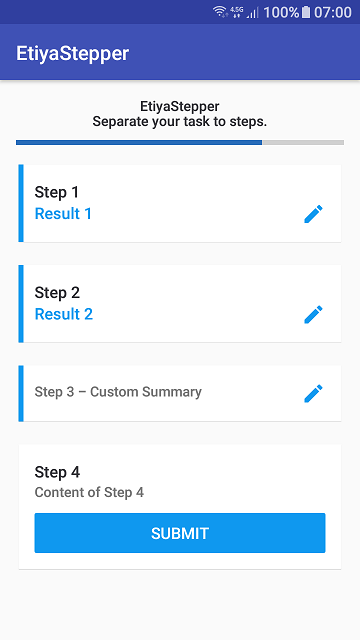 4,5G 100% 07:00
EtiyaStepper
EtiyaStepper
Separate your task to steps.
Step 1
Result 1
Step 2
Result 2
Step 3 – Custom Summary
Step 4
Content of Step 4
SUBMIT